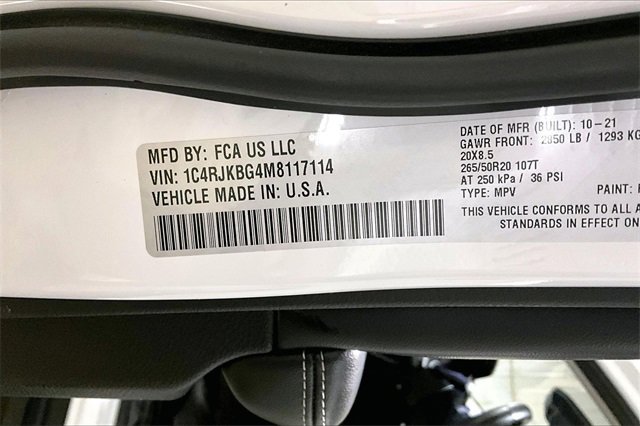 MFD BY: FCA US LLC
VIN: 1C4RJKBG4M8117114
VEHICLE MADE IN: U.S.A.
DATE OF MFR (BUILT): 10-21
GAWR FRONT: 2850 LB / 1293 KG
20X8.5
265/50R20 107T
AT 250 kPa / 36 PSI
TYPE: MPV PAINT:
THIS VEHICLE CONFORMS TO ALL A
STANDARDS IN EFFECT ON